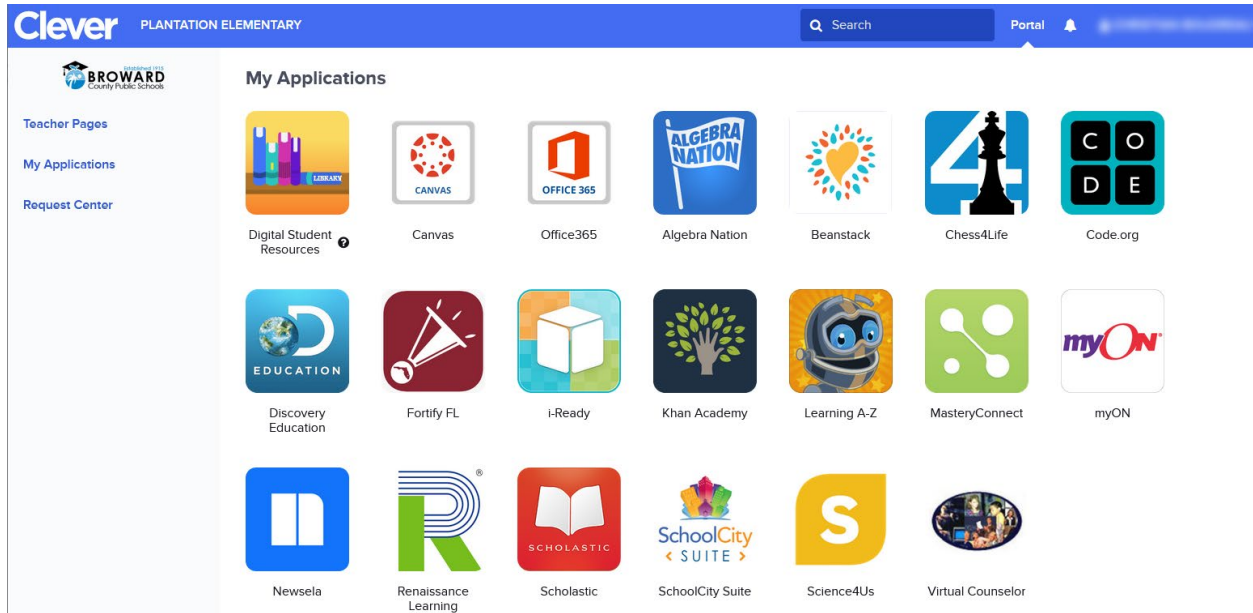 Clever PLANTATION ELEMENTARY Search Portal
Established 1915
BROWARD
County Public Schools
Teacher Pages
My Applications
Request Center
My Applications
LIBRARY
CANVAS
OFFICE 365
ALGEBRA
NATION
4
C O
D E
Digital Student
Resources ?
Canvas
Office365
Algebra Nation
Beanstack
Chess4Life
Code.org
D
EDUCATION
myON
Discovery
Education
Fortify FL
i-Ready
Khan Academy
Learning A-Z
MasteryConnect
myON
n
R®
SCHOLASTIC
SchoolCity
< SUITE >
S
Newsela
Renaissance
Learning
Scholastic
SchoolCity Suite
Science4Us
Virtual Counselor